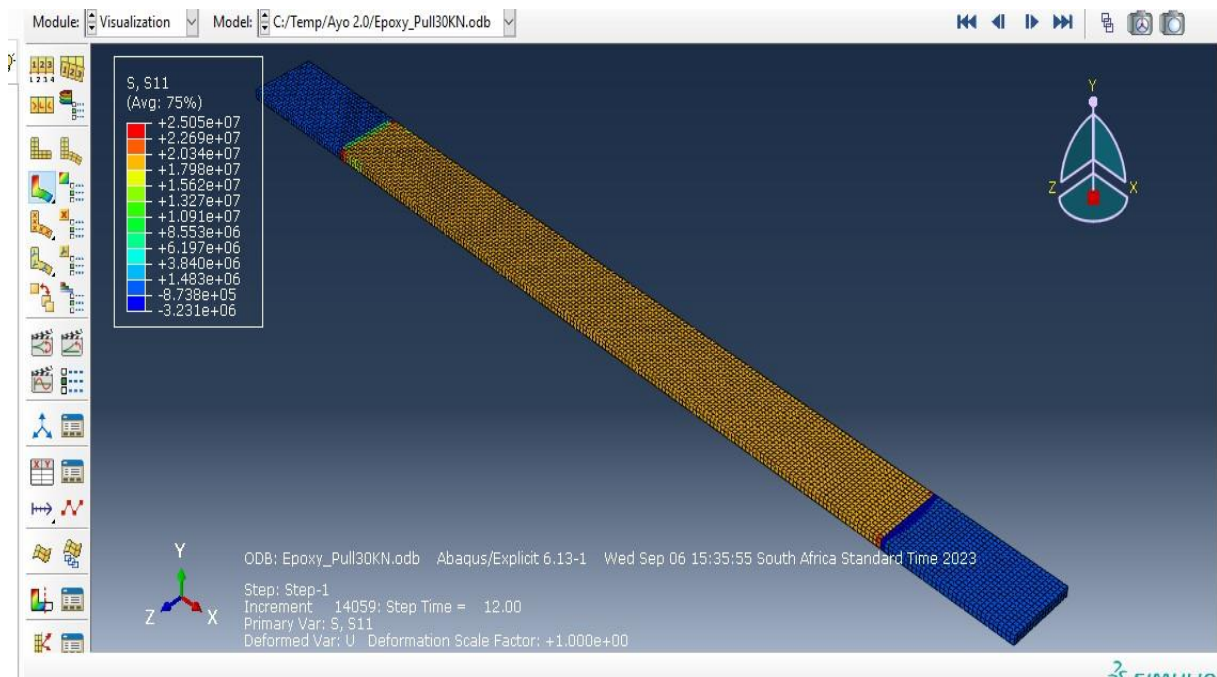 Module: Visualization Model: C:/Temp/Ayo 2.0/Epoxy_Pull30KN.odb
S, S11
(Avg: 75%)
+2.505e+07
+2.269e+07
+2.034e+07
+1.798e+07
+1.562e+07
+1.327e+07
+1.091e+07
+8.553e+06
+6.197e+06
+3.840e+06
+1.483e+06
-8.738e+05
-3.231e+06
Y
Z X
Y
Z X
ODB: Epoxy_Pull30KN.odb Abaqus/Explicit 6.13-1 Wed Sep 06 15:35:55 South Africa Standard Time 2023
Step: Step-1
Increment 14059: Step Time = 12.00
Primary Var: S, S11
Deformed Var: U Deformation Scale Factor: +1.000e+00